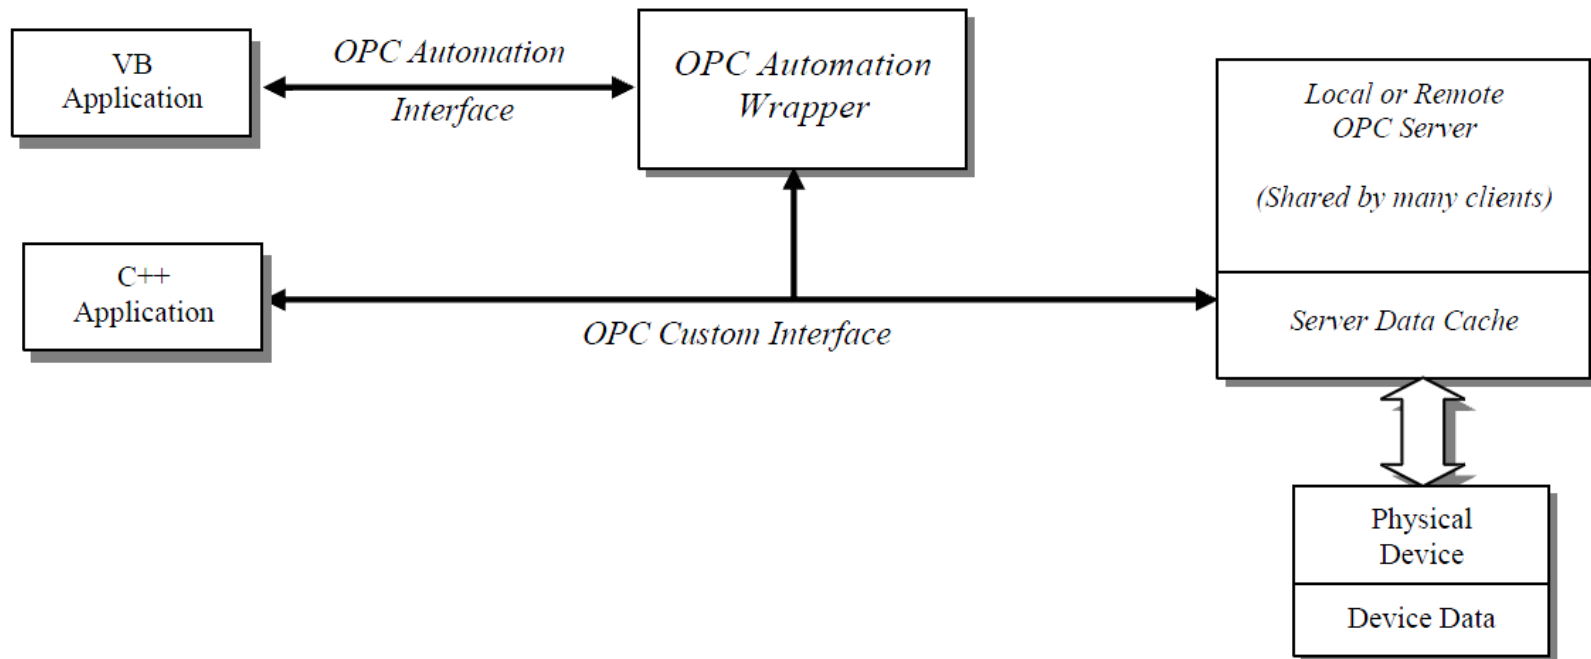 VB
Application
OPC Automation
Interface
OPC Automation
Wrapper
Local or Remote
OPC Server
(Shared by many clients)
C++
Application
OPC Custom Interface
Server Data Cache
Physical
Device
Device Data